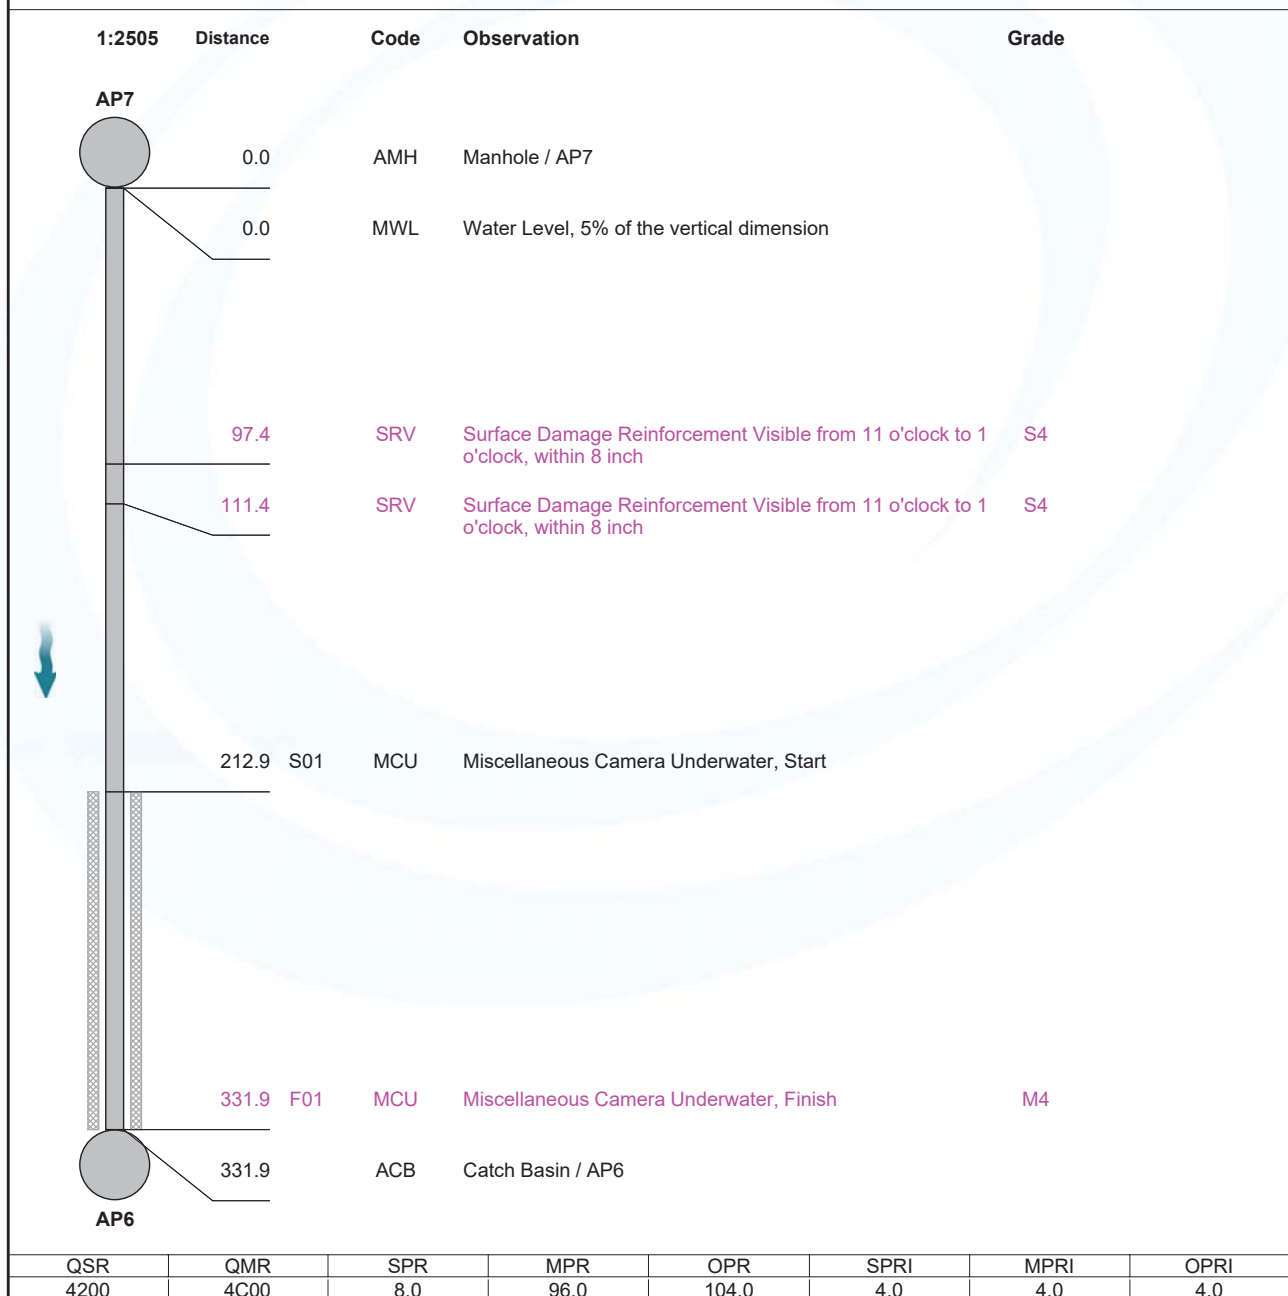 1:2505 Distance Code Observation Grade
AP7
0.0 AMH Manhole / AP7
0.0 MWL Water Level, 5% of the vertical dimension
97.4 SRV Surface Damage Reinforcement Visible from 11 o'clock to 1 S4
o'clock, within 8 inch
111.4 SRV Surface Damage Reinforcement Visible from 11 o'clock to 1 S4
o'clock, within 8 inch
212.9 S01 MCU Miscellaneous Camera Underwater, Start
331.9 F01 MCU Miscellaneous Camera Underwater, Finish M4
331.9 ACB Catch Basin / AP6
AP6
QSR QMR SPR MPR OPR SPRI MPRI OPRI
4200 4C00 8.0 96.0 104.0 4.0 4.0 4.0